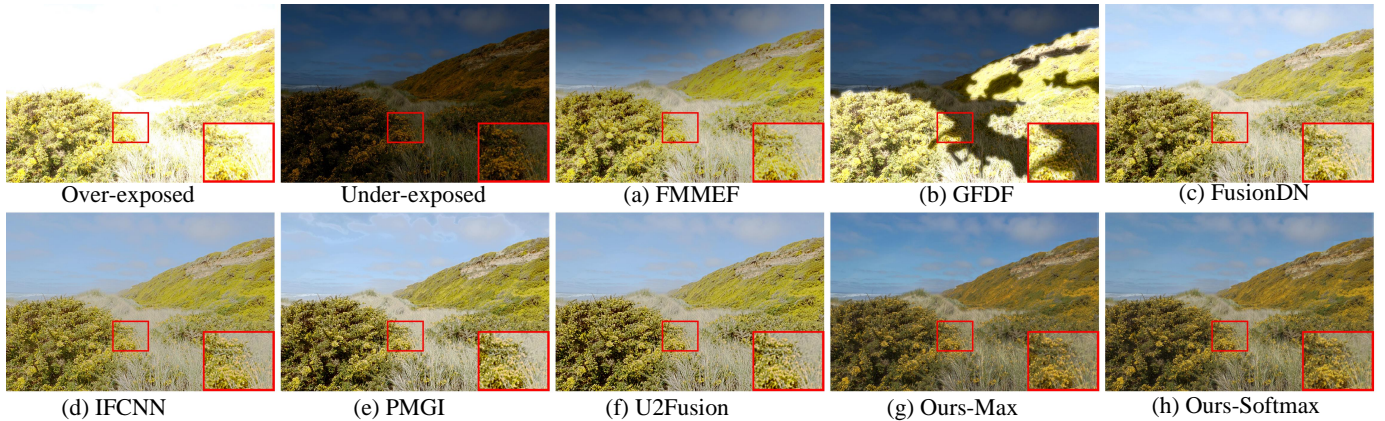 Over-exposed
Under-exposed
(a) FMMEF
(b) GFDF
(c) FusionDN
(d) IFCNN
(e) PMGI
(f) U2Fusion
(g) Ours-Max
(h) Ours-Softmax